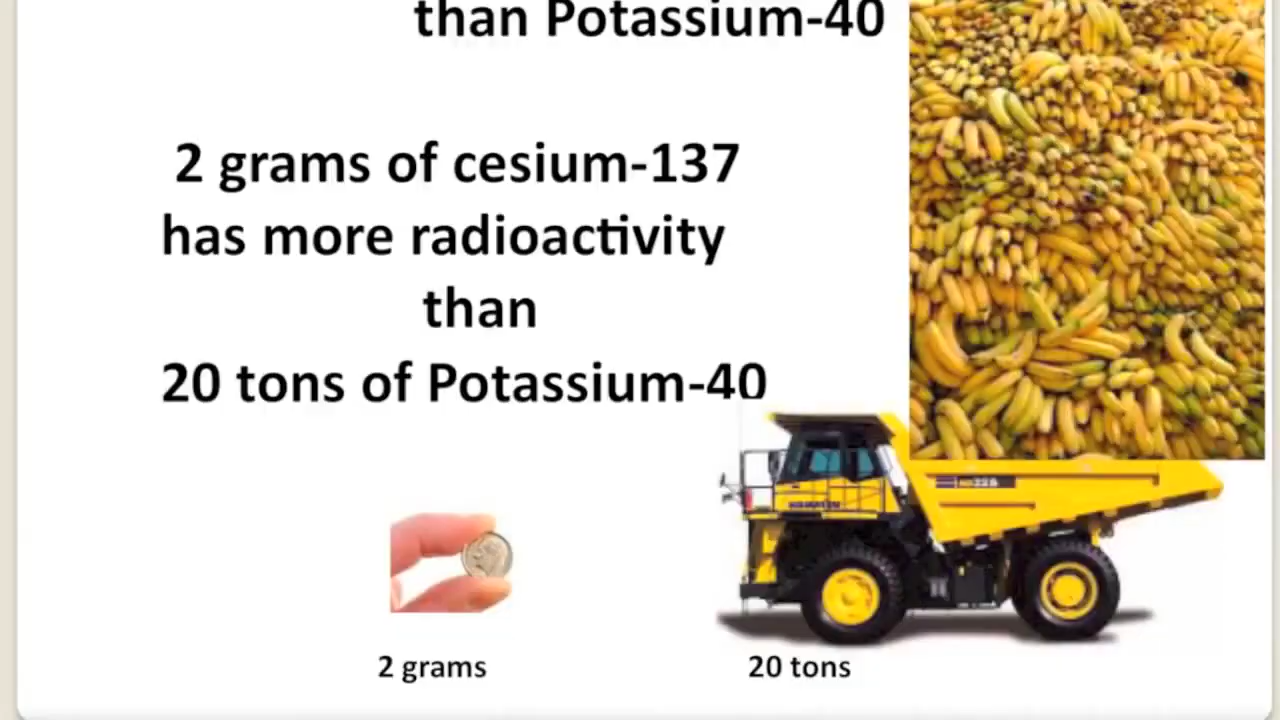 than Potassium-40
2 grams of cesium-137
has more radioactivity
than
20 tons of Potassium-40
2 grams
20 tons